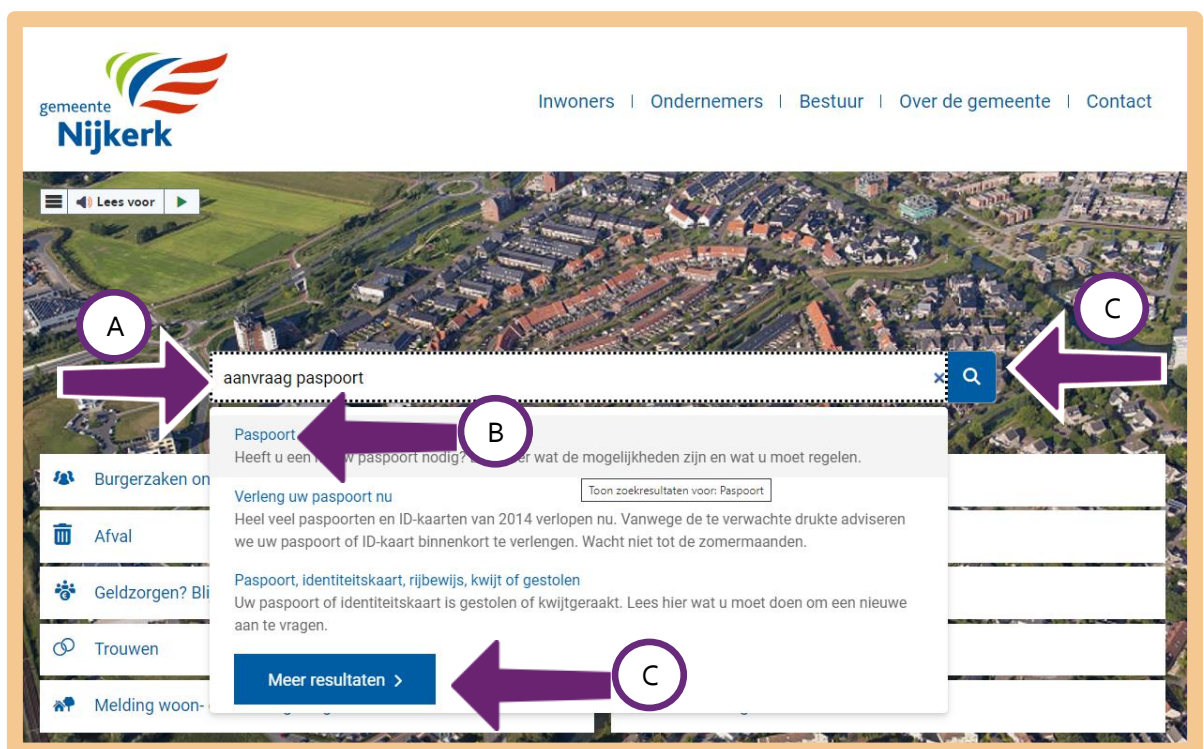 gemeente
Nijkerk
Inwoners | Ondernemers | Bestuur | Over de gemeente | Contact
Lees voor
A
C
aanvraag paspoort
Paspoort
B
Heeft u een paspoort nodig? wat de mogelijkheden zijn en wat u moet regelen.
Toon zoekresultaten voor: Paspoort
Verleng uw paspoort nu
Heel veel paspoorten en ID-kaarten van 2014 verlopen nu. Vanwege de te verwachte drukte adviseren
we uw paspoort of ID-kaart binnenkort te verlengen. Wacht niet tot de zomermaanden.
Paspoort, identiteitskaart, rijbewijs, kwijt of gestolen
Uw paspoort of identiteitskaart is gestolen of kwijtgeraakt. Lees hier wat u moet doen om een nieuwe
aan te vragen.
Meer resultaten
C
Burgerzaken on
Afval
Geldzorgen? Bli
Trouwen
Melding woon-